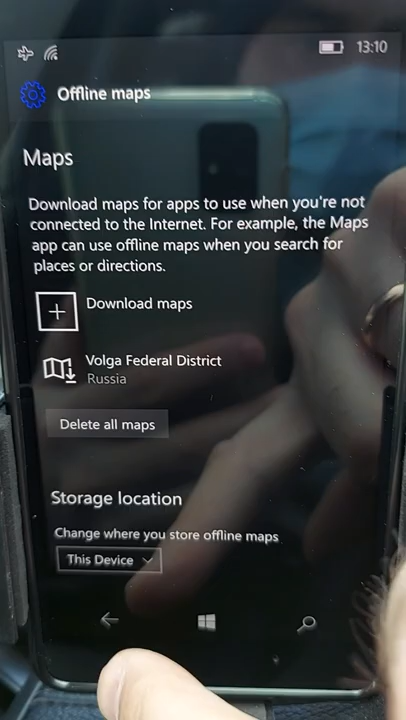 13:10
Offline maps
Maps
Download maps for apps to use when you're not
connected to the Internet. For example, the Maps
app can use offline maps when you search for
places or directions.
Download maps
Volga Federal District
Russia
Delete all maps
Storage location
Change where you store offline maps
This Device